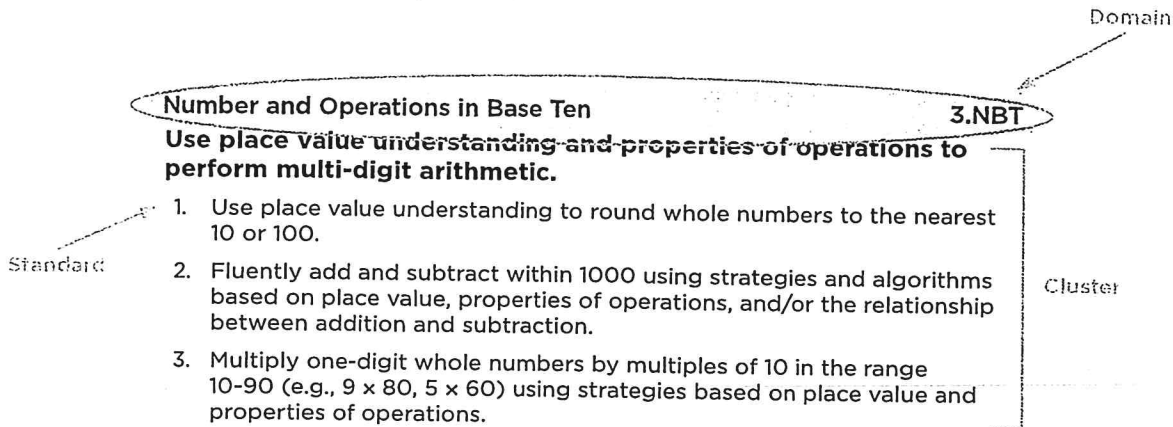 Domain
Number and Operations in Base Ten 3.NBT
Use place value understanding and properties of operations to
perform multi-digit arithmetic.
1. Use place value understanding to round whole numbers to the nearest
10 or 100.
Standard
2. Fluently add and subtract within 1000 using strategies and algorithms
based on place value, properties of operations, and/or the relationship
between addition and subtraction.
Cluster
3. Multiply one-digit whole numbers by multiples of 10 in the range
10-90 (e.g., 9 x 80, 5 x 60) using strategies based on place value and
properties of operations.